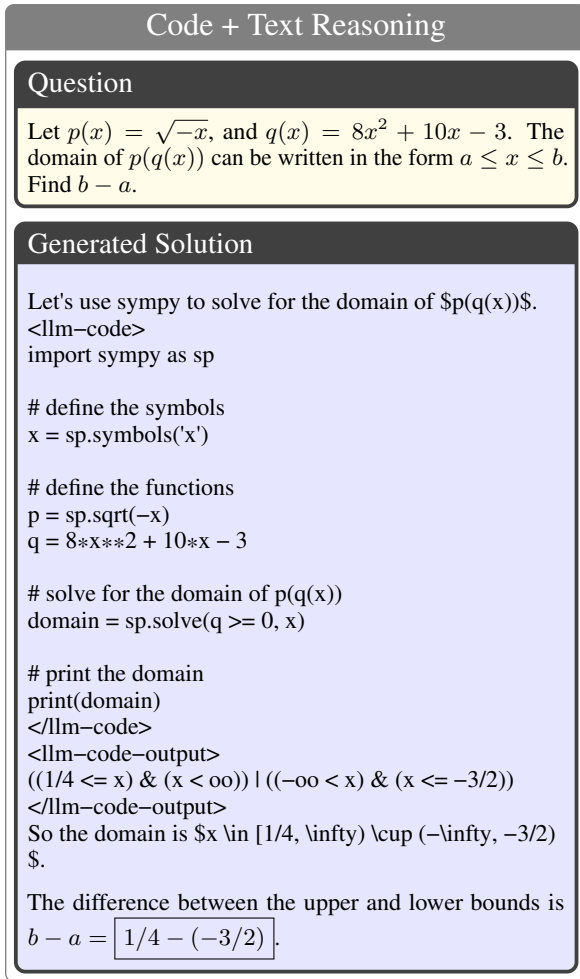 Code + Text Reasoning
Question
Let p(x) = √−x, and q(x) = 8x² + 10x − 3. The
domain of p(q(x)) can be written in the form a ≤ x ≤ b.
Find b − a.
Generated Solution
Let's use sympy to solve for the domain of $p(q(x))$.
<llm−code>
import sympy as sp
# define the symbols
x = sp.symbols('x')
# define the functions
p = sp.sqrt(−x)
q = 8*x**2 + 10*x − 3
# solve for the domain of p(q(x))
domain = sp.solve(q >= 0, x)
# print the domain
print(domain)
</llm−code>
<llm−code−output>
((1/4 <= x) & (x < oo)) | ((−oo < x) & (x <= −3/2))
</llm−code−output>
So the domain is $x \in [1/4, \infty) \cup (−\infty, −3/2)
$.
The difference between the upper and lower bounds is
b − a = 1/4 − (−3/2) .